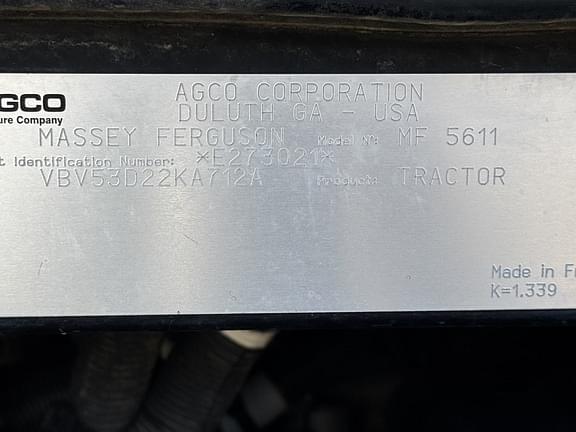 AGCO CORPORATION
DULUTH GA - USA
GCO
ure Company
MASSEY FERGUSON Model Nº: MF 5611
t Identification Number: *E273021*
VBV53D22KA712A Product: TRACTOR
Made in Fr
K=1.339